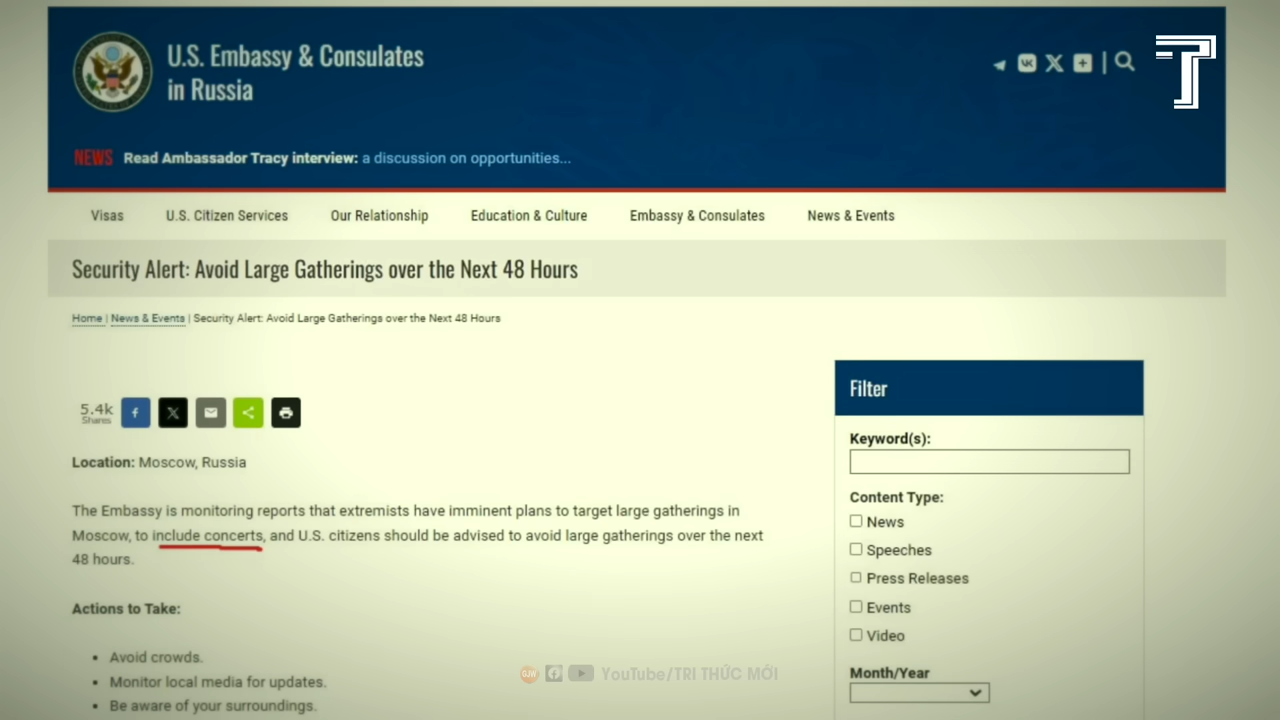 U.S. Embassy & Consulates
in Russia
NEWS Read Ambassador Tracy interview: a discussion on opportunities...
Visas U.S. Citizen Services Our Relationship Education & Culture Embassy & Consulates News & Events
Security Alert: Avoid Large Gatherings over the Next 48 Hours
Home | News & Events | Security Alert: Avoid Large Gatherings over the Next 48 Hours
5.4k
Shares
Location: Moscow, Russia
The Embassy is monitoring reports that extremists have imminent plans to target large gatherings in
Moscow, to include concerts, and U.S. citizens should be advised to avoid large gatherings over the next
48 hours.
Actions to Take:
Avoid crowds.
Monitor local media for updates.
Be aware of your surroundings.
Filter
Keyword(s):
Content Type:
News
Speeches
Press Releases
Events
Video
Month/Year
YouTube/TRI THỨC MỚI